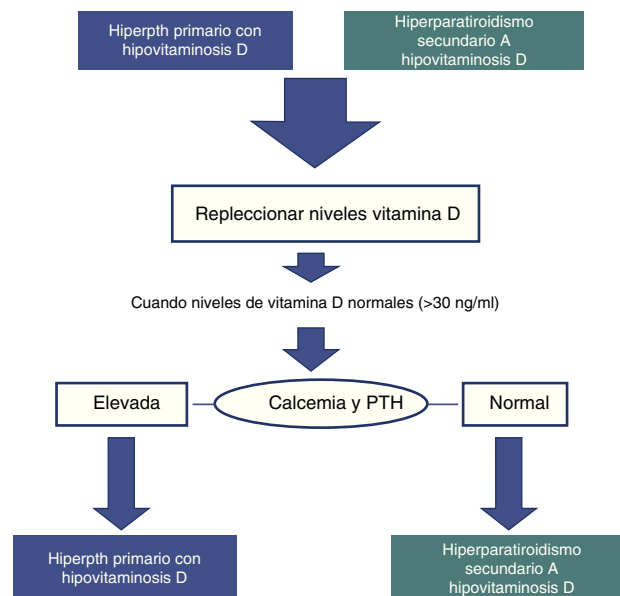 Hiperpth primario con
hipovitaminosis D
Hiperparatiroidismo
secundario A
hipovitaminosis D
Repleccionar niveles vitamina D
Cuando niveles de vitamina D normales (>30 ng/ml)
Elevada
Calcemia y PTH
Normal
Hiperpth primario con
hipovitaminosis D
Hiperparatiroidismo
secundario A
hipovitaminosis D